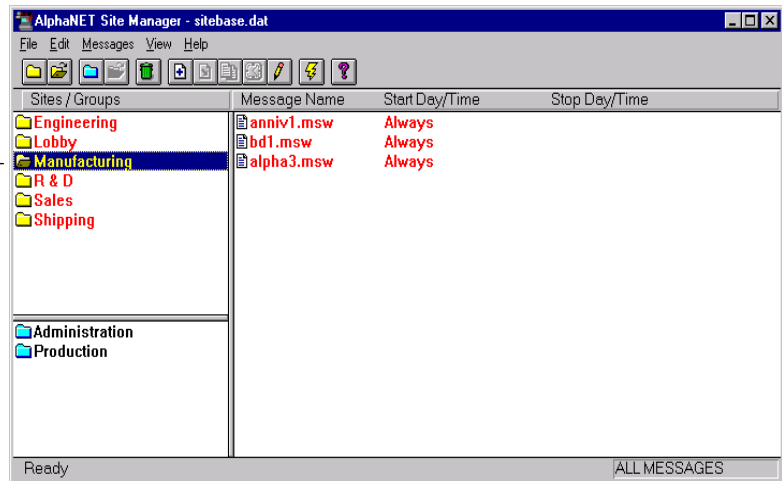 AlphaNET Site Manager - sitebase.dat
File Edit Messages View Help
Sites / Groups Message Name Start Day/Time Stop Day/Time
Engineering anniv1.msw Always
Lobby bd1.msw Always
Manufacturing alpha3.msw Always
R & D
Sales
Shipping
Administration
Production
Ready ALL MESSAGES